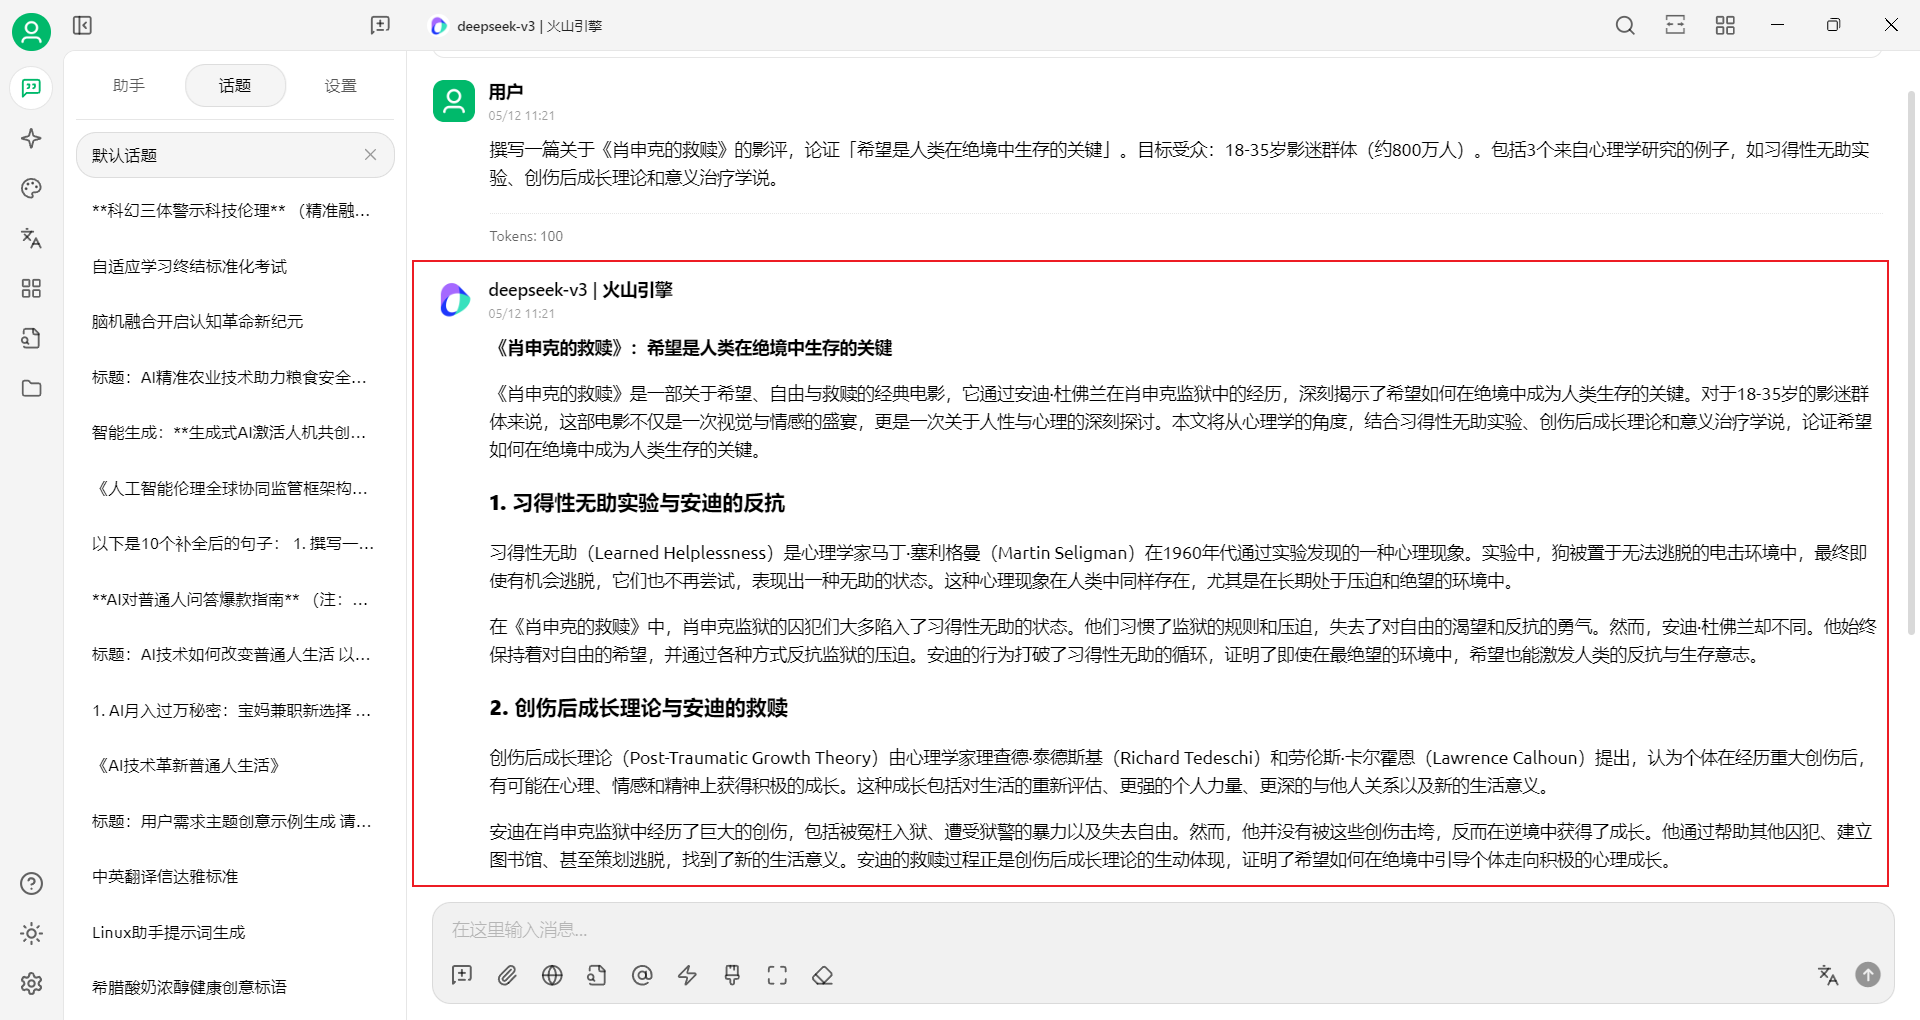 deepseek-v3 | 火山引擎
助手
话题
设置
默认话题
**科幻三体警示科技伦理** （精准融...
自适应学习终结标准化考试
脑机融合开启认知革命新纪元
标题：AI精准农业技术助力粮食安全...
智能生成：**生成式AI激活人机共创...
《人工智能伦理全球协同监管框架构...
以下是10个补全后的句子： 1. 撰写一...
**AI对普通人问答爆款指南** （注：...
标题：AI技术如何改变普通人生活 以...
1. AI月入过万秘密：宝妈兼职新选择 ...
《AI技术革新普通人生活》
标题：用户需求主题创意示例生成 请...
中英翻译信达雅标准
Linux助手提示词生成
希腊酸奶浓醇健康创意标语
用户
05/12 11:21
撰写一篇关于《肖申克的救赎》的影评，论证「希望是人类在绝境中生存的关键」。目标受众：18-35岁影迷群体（约800万人）。包括3个来自心理学研究的例子，如习得性无助实
验、创伤后成长理论和意义治疗学说。
Tokens: 100
deepseek-v3 | 火山引擎
05/12 11:21
《肖申克的救赎》：希望是人类在绝境中生存的关键
《肖申克的救赎》是一部关于希望、自由与救赎的经典电影，它通过安迪·杜佛兰在肖申克监狱中的经历，深刻揭示了希望如何在绝境中成为人类生存的关键。对于18-35岁的影迷群
体来说，这部电影不仅是一次视觉与情感的盛宴，更是一次关于人性与心理的深刻探讨。本文将从心理学的角度，结合习得性无助实验、创伤后成长理论和意义治疗学说，论证希望
如何在绝境中成为人类生存的关键。
1. 习得性无助实验与安迪的反抗
习得性无助（Learned Helplessness）是心理学家马丁·塞利格曼（Martin Seligman）在1960年代通过实验发现的一种心理现象。实验中，狗被置于无法逃脱的电击环境中，最终即
使有机会逃脱，它们也不再尝试，表现出一种无助的状态。这种心理现象在人类中同样存在，尤其是在长期处于压迫和绝望的环境中。
在《肖申克的救赎》中，肖申克监狱的囚犯们大多陷入了习得性无助的状态。他们习惯了监狱的规则和压迫，失去了对自由的渴望和反抗的勇气。然而，安迪·杜佛兰却不同。他始终
保持着对自由的希望，并通过各种方式反抗监狱的压迫。安迪的行为打破了习得性无助的循环，证明了即使在最绝望的环境中，希望也能激发人类的反抗与生存意志。
2. 创伤后成长理论与安迪的救赎
创伤后成长理论（Post-Traumatic Growth Theory）由心理学家理查德·泰德斯基（Richard Tedeschi）和劳伦斯·卡尔霍恩（Lawrence Calhoun）提出，认为个体在经历重大创伤后，
有可能在心理、情感和精神上获得积极的成长。这种成长包括对生活的重新评估、更强的个人力量、更深的与他人关系以及新的生活意义。
安迪在肖申克监狱中经历了巨大的创伤，包括被冤枉入狱、遭受狱警的暴力以及失去自由。然而，他并没有被这些创伤击垮，反而在逆境中获得了成长。他通过帮助其他囚犯、建立
图书馆、甚至策划逃脱，找到了新的生活意义。安迪的救赎过程正是创伤后成长理论的生动体现，证明了希望如何在绝境中引导个体走向积极的心理成长。
在这里输入消息...